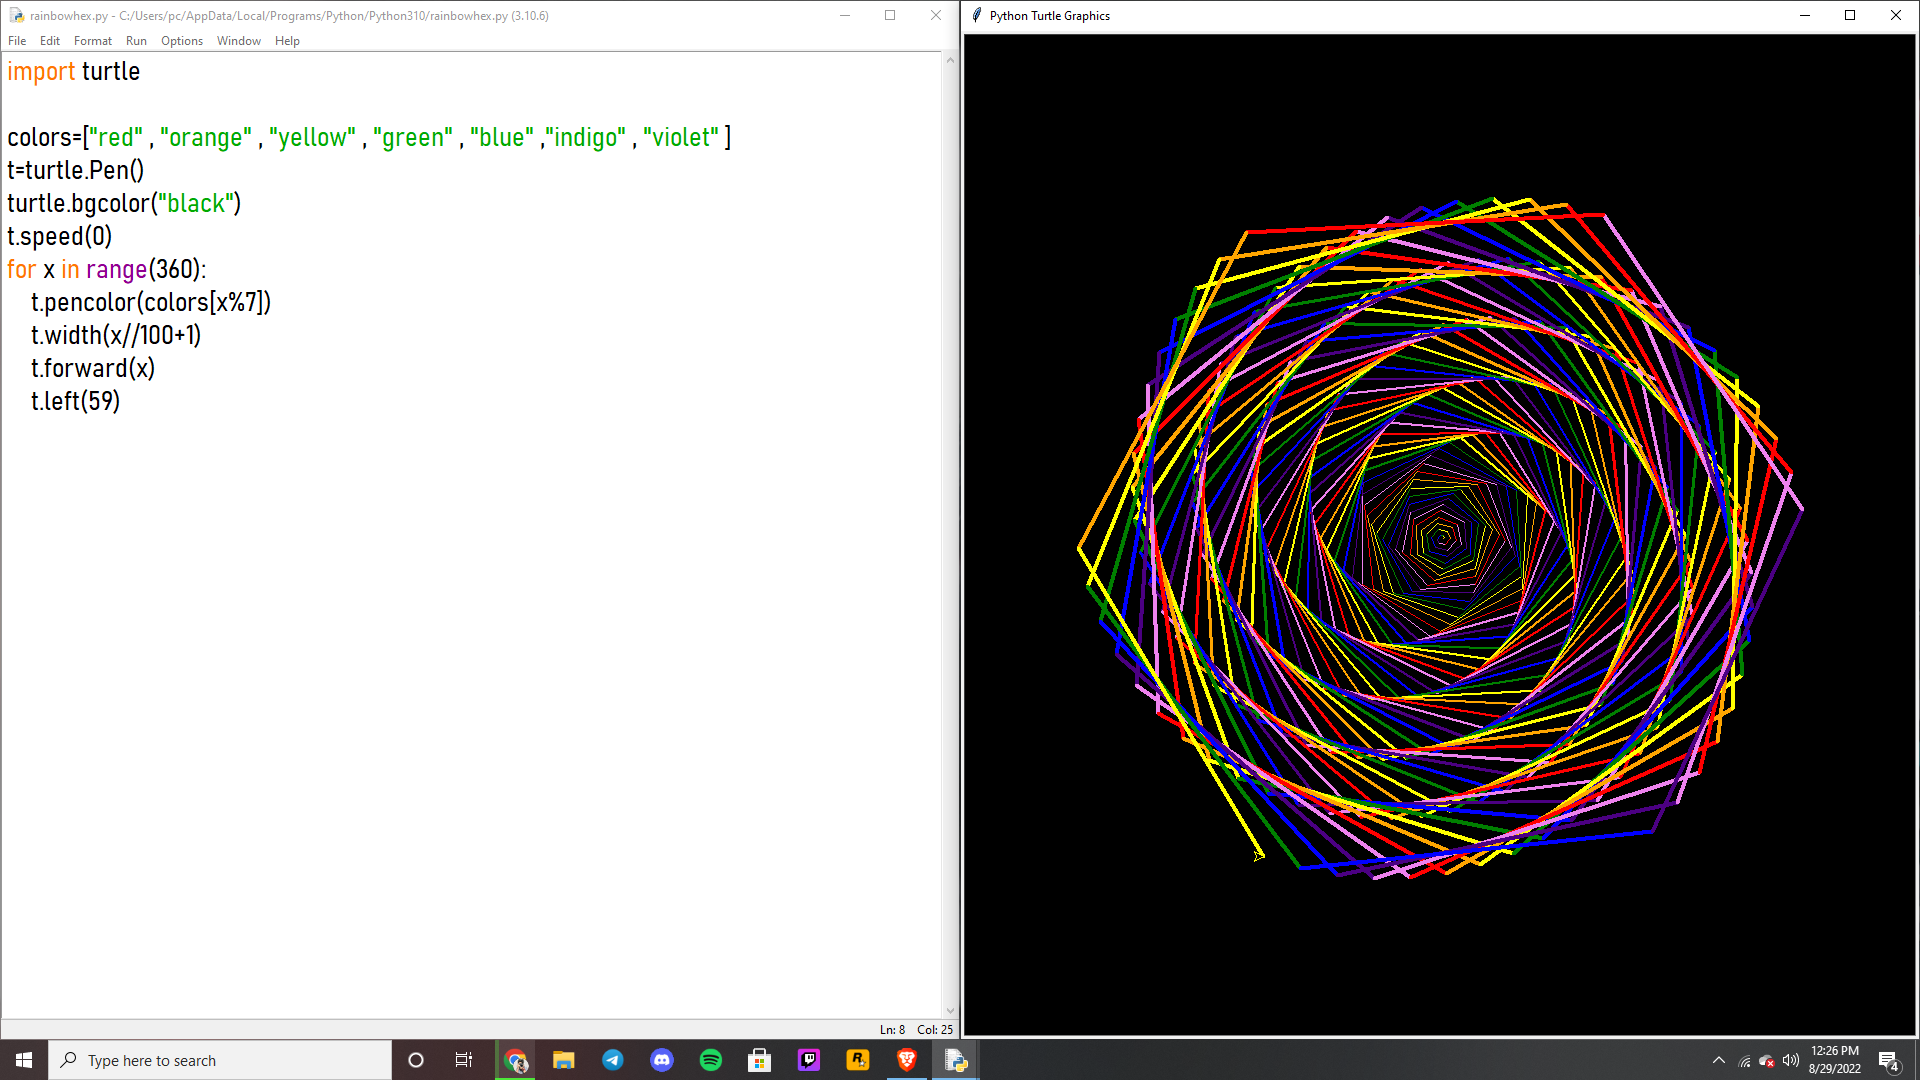 rainbowhex.py - C:/Users/pc/AppData/Local/Programs/Python/Python310/rainbowhex.py (3.10.6)
File Edit Format Run Options Window Help
import turtle
colors=["red" , "orange" , "yellow" , "green" , "blue" ,"indigo" , "violet" ]
t=turtle.Pen()
turtle.bgcolor("black")
t.speed(0)
for x in range(360):
    t.pencolor(colors[x%7])
    t.width(x//100+1)
    t.forward(x)
    t.left(59)
Ln: 8 Col: 25
Python Turtle Graphics
Type here to search
12:26 PM
8/29/2022
4